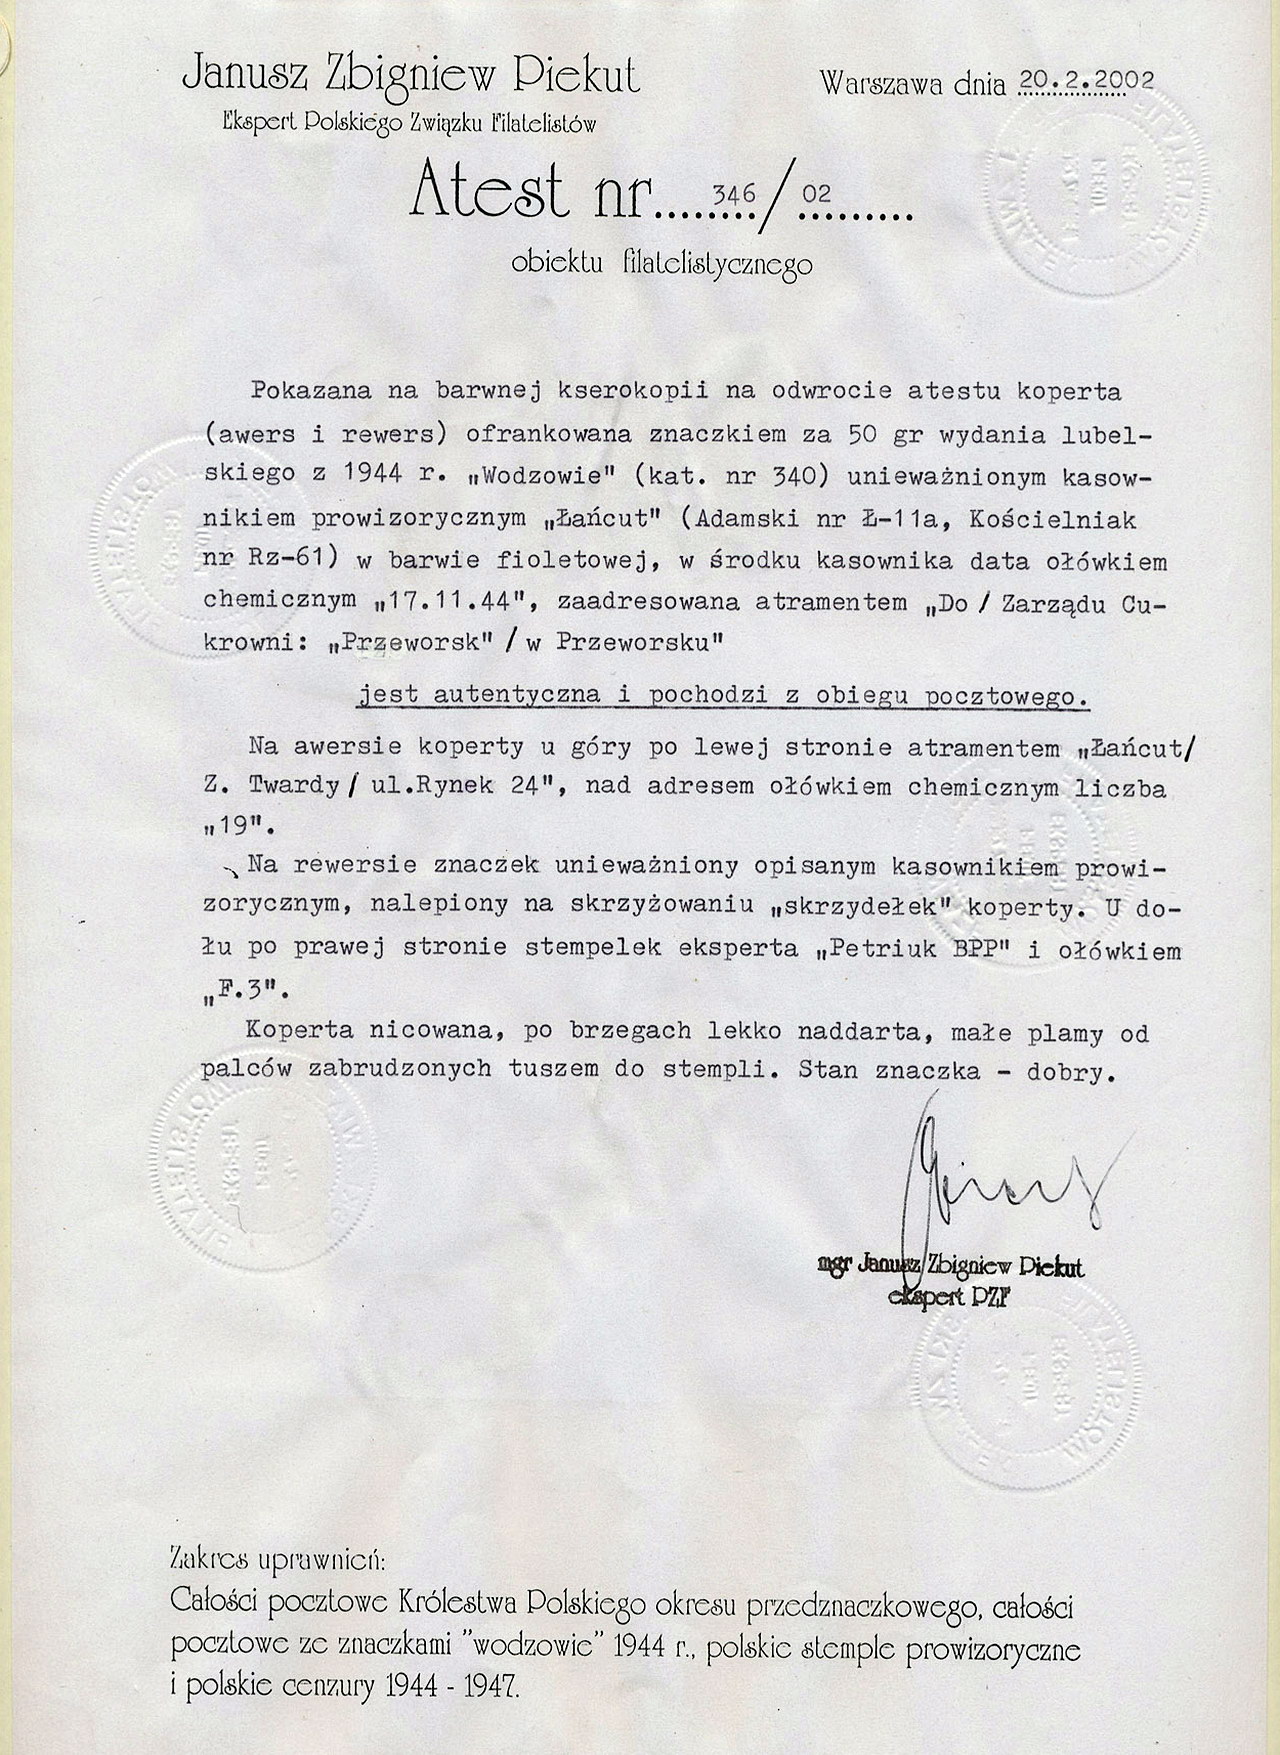 Janusz Zbigniew Piekut
Ekspert Polskiego Związku Filatelistów
Warszawa dnia 20.2.2002
Atest nr........346/02.........
obiektu filatelistycznego
Pokazana na barwnej kserokopii na odwrocie atestu koperta
(awers i rewers) ofrankowana znaczkiem za 50 gr wydania lubel-
skiego z 1944 r. „Wodzowie" (kat. nr 340) unieważnionym kasow-
nikiem prowizorycznym „Łańcut" (Adamski nr Ł-11a, Kościelniak
nr Rz-61) w barwie fioletowej, w środku kasownika data ołówkiem
chemicznym „17.11.44", zaadresowana atramentem „Do / Zarządu Cu-
krowni: „Przeworsk" / w Przeworsku"
jest autentyczna i pochodzi z obiegu pocztowego.
Na awersie koperty u góry po lewej stronie atramentem „Łańcut/
Z. Twardy / ul.Rynek 24", nad adresem ołówkiem chemicznym liczba
„19".
Na rewersie znaczek unieważniony opisanym kasownikiem prowi-
zorycznym, nalepiony na skrzyżowaniu „skrzydełek" koperty. U do-
łu po prawej stronie stempelek eksperta „Petriuk BPP" i ołówkiem
„F.3".
Koperta nicowana, po brzegach lekko naddarta, małe plamy od
palców zabrudzonych tuszem do stempli. Stan znaczka - dobry.
mgr Janusz Zbigniew Piekut
ekspert PZF
Zakres uprawnień:
Całości pocztowe Królestwa Polskiego okresu przedznaczkowego, całości
pocztowe ze znaczkami "wodzowie" 1944 r., polskie stemple prowizoryczne
i polskie cenzury 1944 - 1947.